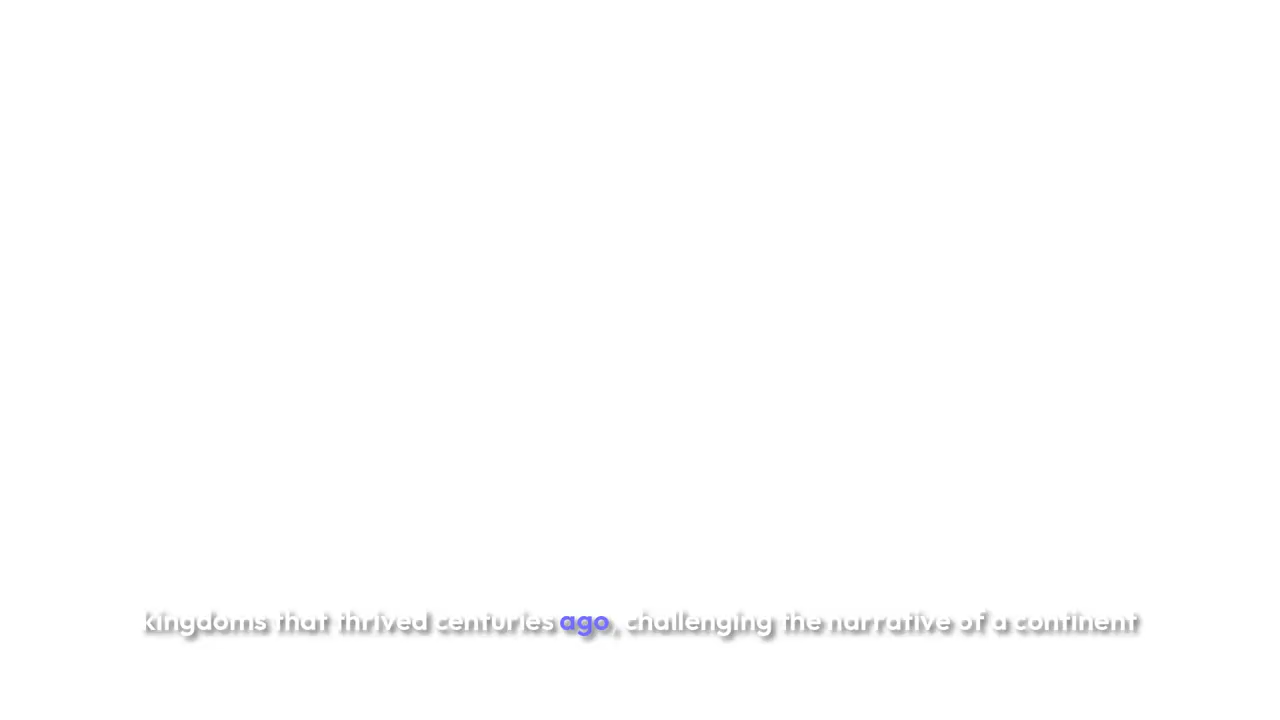 kingdoms that thrived centuries ago, challenging the narrative of a continent